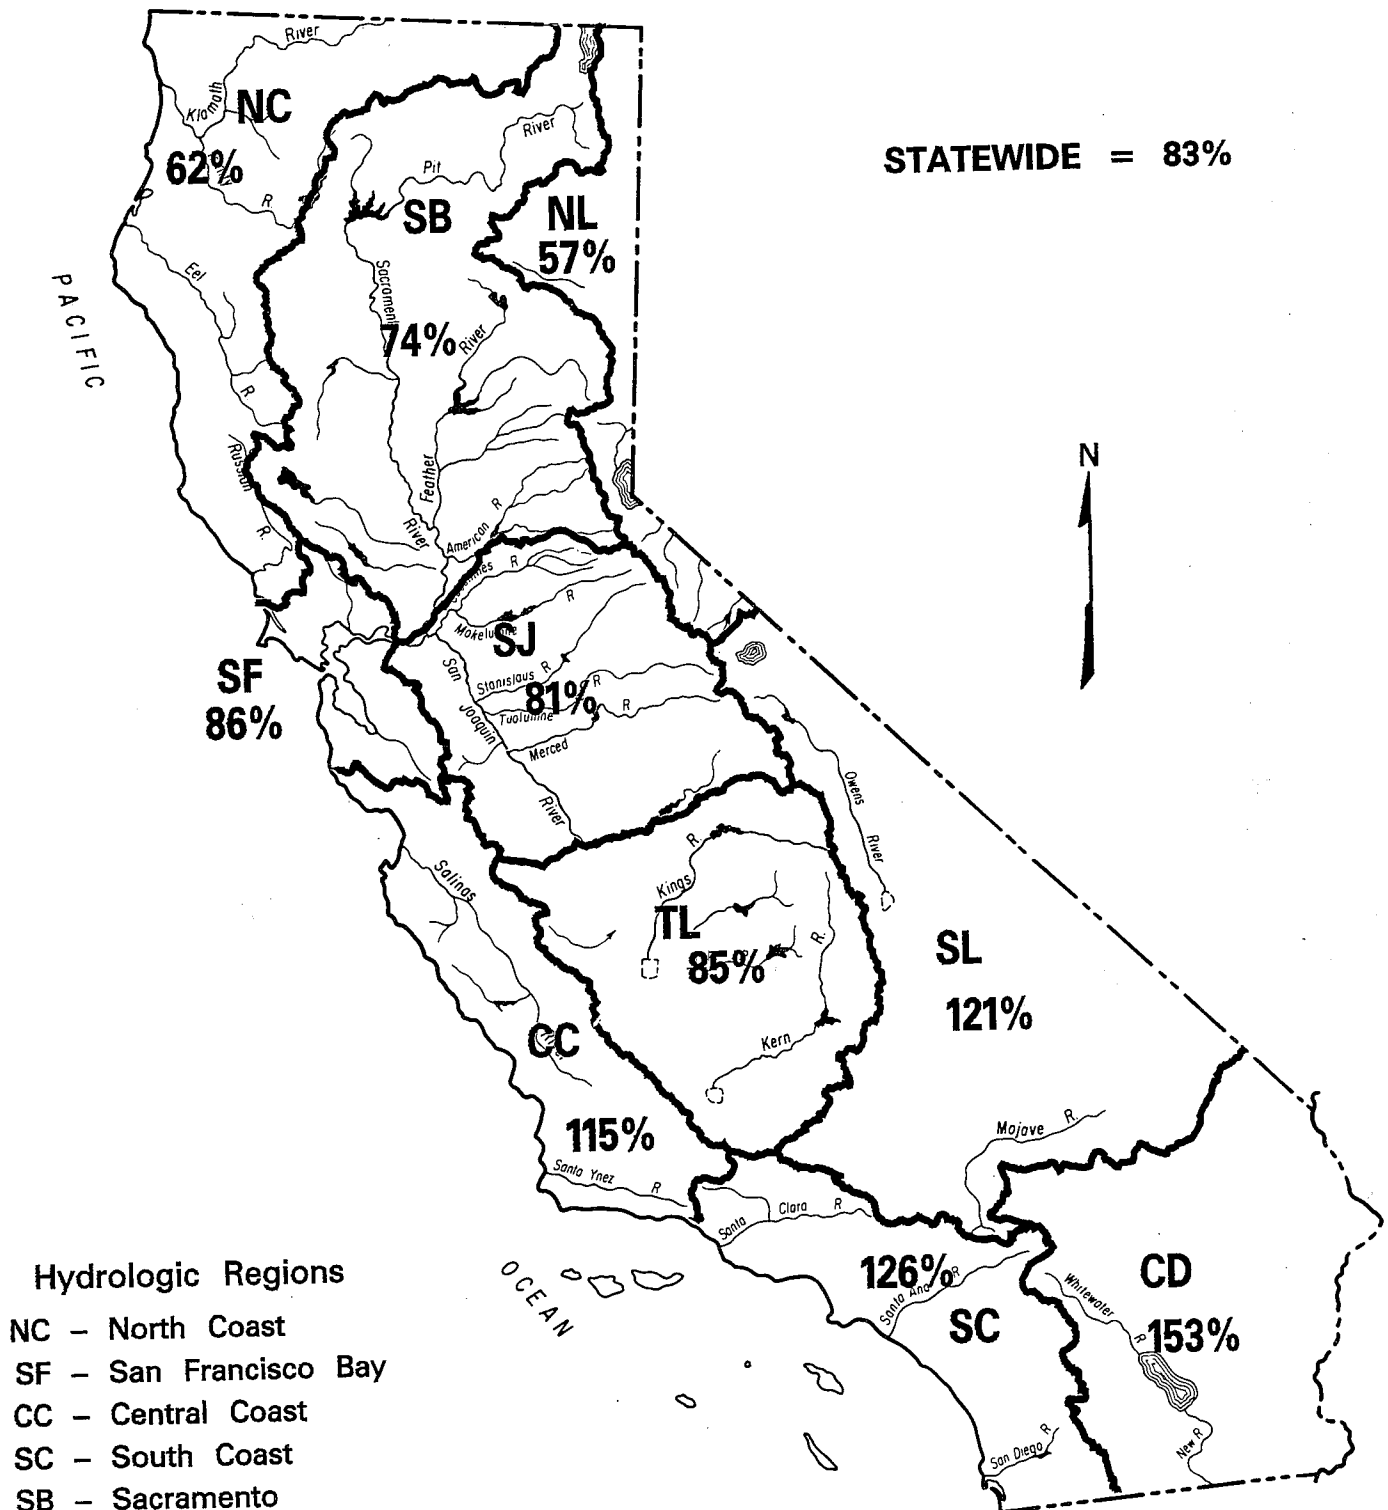 River
Klamath
NC
62%
R.
STATEWIDE = 83%
River
Pit
SB
NL
57%
Eel
R
PACIFIC
Sacramento
74%
River
Feather
Russian
R.
River
American R
N
R
R
Mokelumne
SJ
San
Joaquin
River
Stanislaus R
81%
R
Tuolumne
R
Merced
SF
86%
Owens
River
Salinas
Kings R.
TL
85%
R.
Kern
SL
121%
CC
115%
Santa Ynez R
Mojave R.
Santa Clara R
126%
Santa Ana R
SC
CD
Whitewater R
153%
New R
San Diego R
OCEAN
Hydrologic Regions
NC – North Coast
SF – San Francisco Bay
CC – Central Coast
SC – South Coast
SB – Sacramento